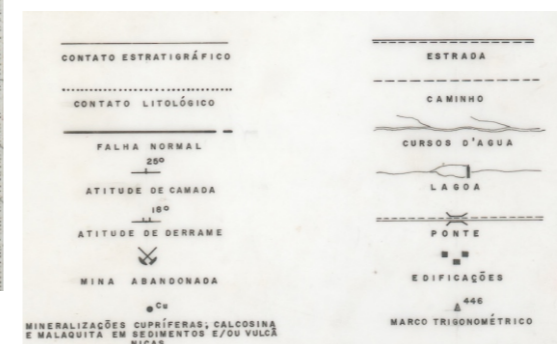 CONTATO ESTRATIGRÁFICO
CONTATO LITOLÓGICO
FALHA NORMAL
25º
ATITUDE DE CAMADA
18º
ATITUDE DE DERRAME
MINA ABANDONADA
Cu
MINERALIZAÇÕES CUPRÍFERAS; CALCOSINA
E MALAQUITA EM SEDIMENTOS E/OU VULCÂ
NICAS
ESTRADA
CAMINHO
CURSOS D'AGUA
LAGOA
PONTE
EDIFICAÇÕES
446
MARCO TRIGONOMÉTRICO